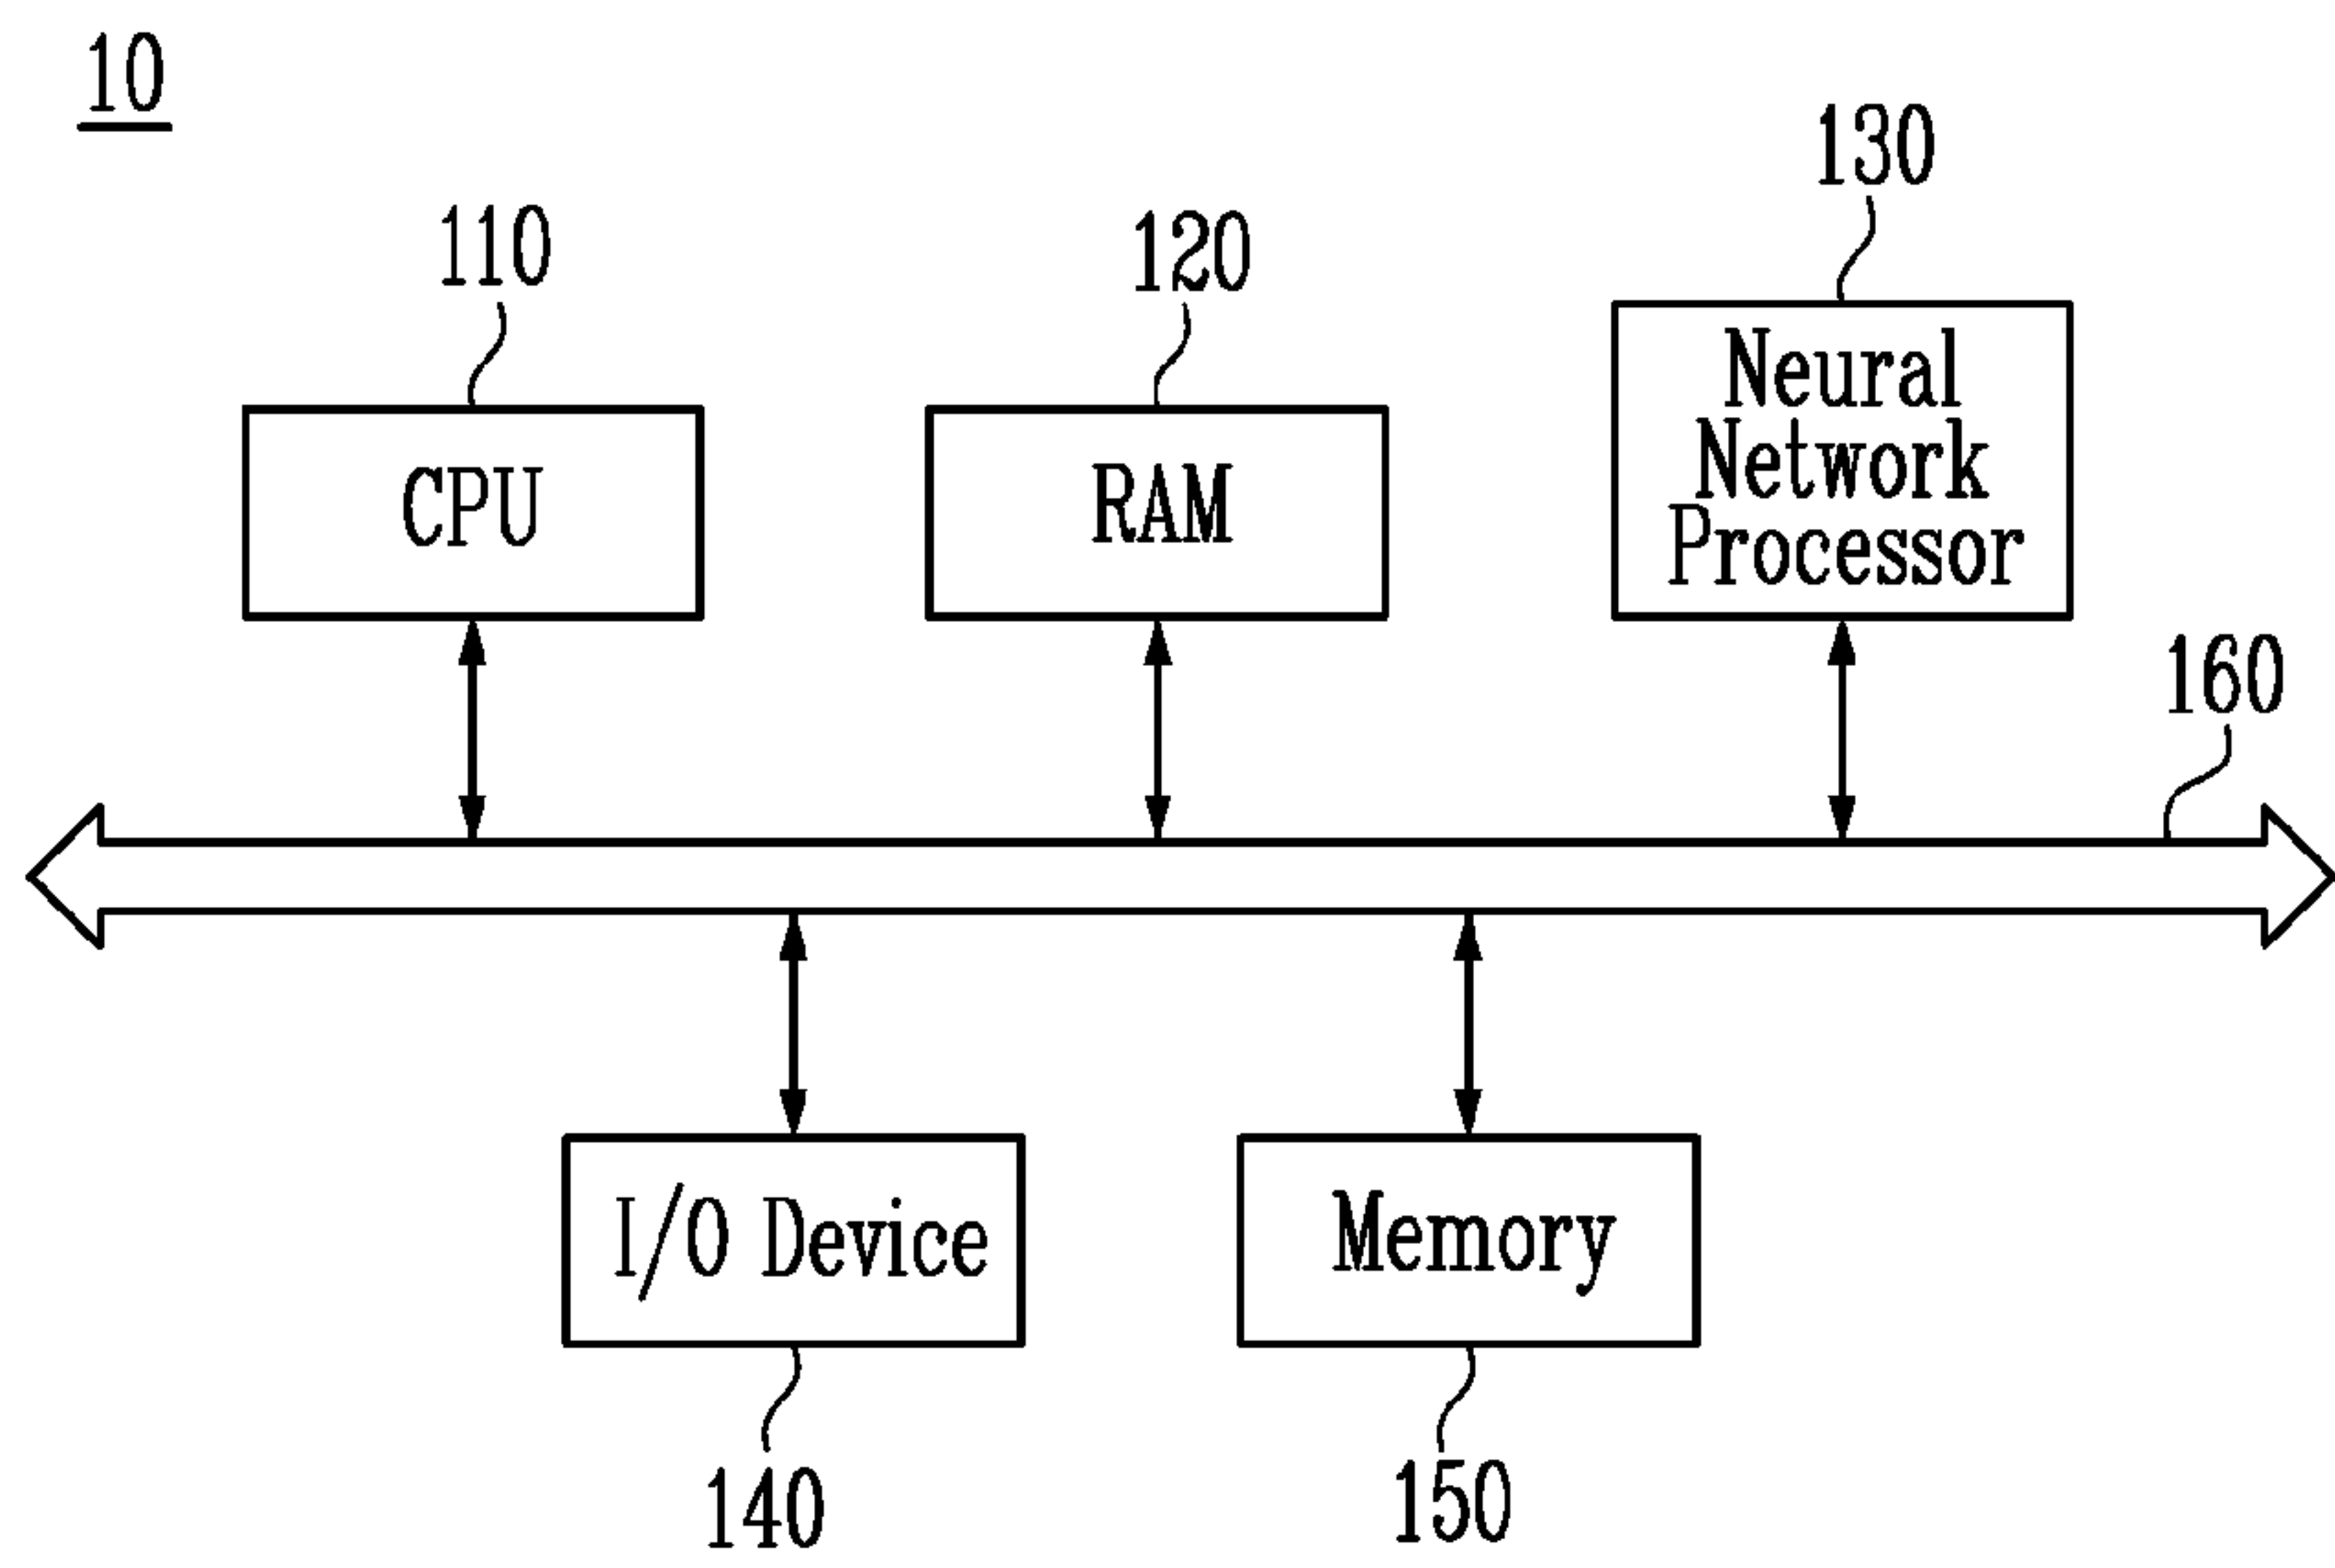 10
110
120
130
CPU
RAM
Neural
Network
Processor
160
I/O Device
Memory
140
150